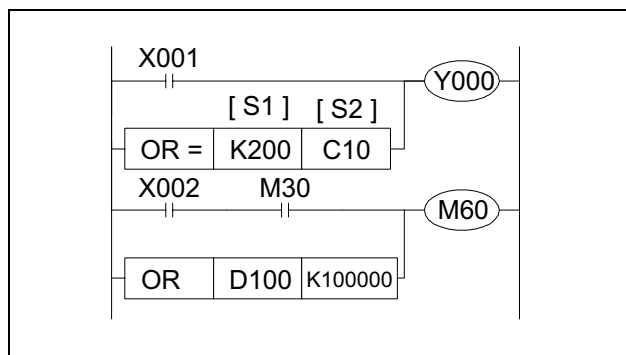 X001
Y000
[ S1 ] [ S2 ]
OR = K200 C10
X002 M30
M60
OR D100 K100000